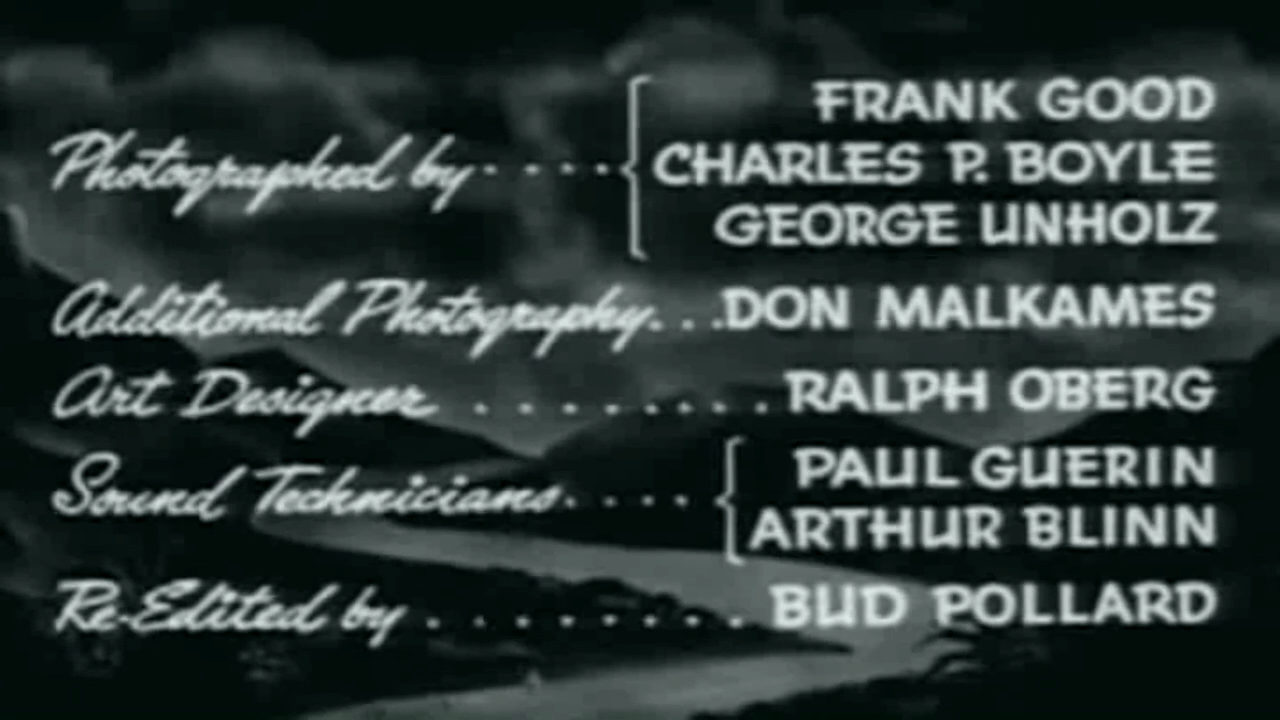 FRANK GOOD
Photographed by.....CHARLES P. BOYLE
GEORGE UNHOLZ
Additional Photography...DON MALKAMES
Art Designer ........RALPH OBERG
PAUL GUERIN
Sound Technicians.....
ARTHUR BLINN
Re-Edited by ........BUD POLLARD